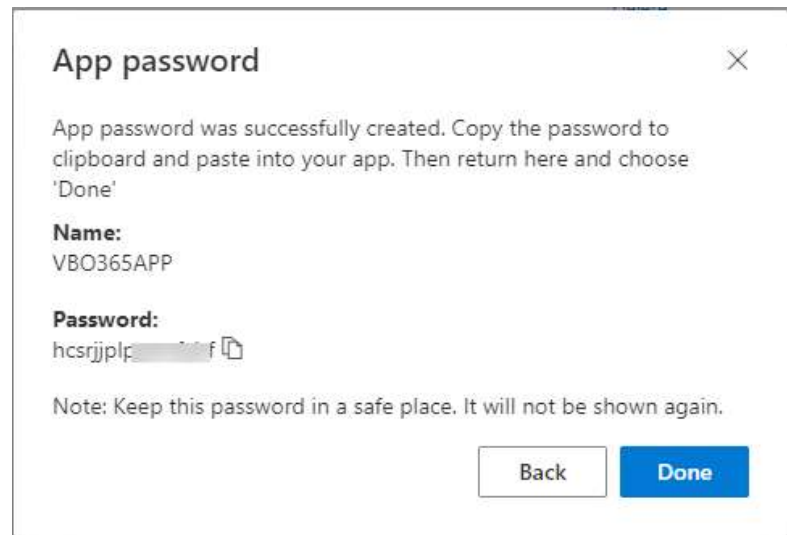 App password
App password was successfully created. Copy the password to
clipboard and paste into your app. Then return here and choose
'Done'
Name:
VBO365APP
Password:
Note: Keep this password in a safe place. It will not be shown again.
Back
Done